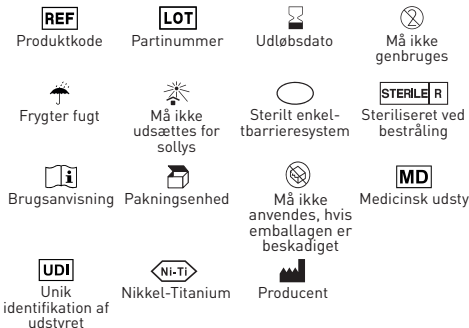 REF LOT
Produktkode Partinummer Udløbsdato Må ikke
genbruges
STERILE R
Frygter fugt Må ikke
udsættes for
sollys Sterilt enkel-
tbarrieresystem Steriliseret ved
bestråling
i MD
Brugsanvisning Pakningsenhed Må ikke
anvendes, hvis
emballagen er
beskadiget Medicinsk udsty
UDI Ni-Ti
Unik
identifikation af
udstyret Nikkel-Titanium Producent